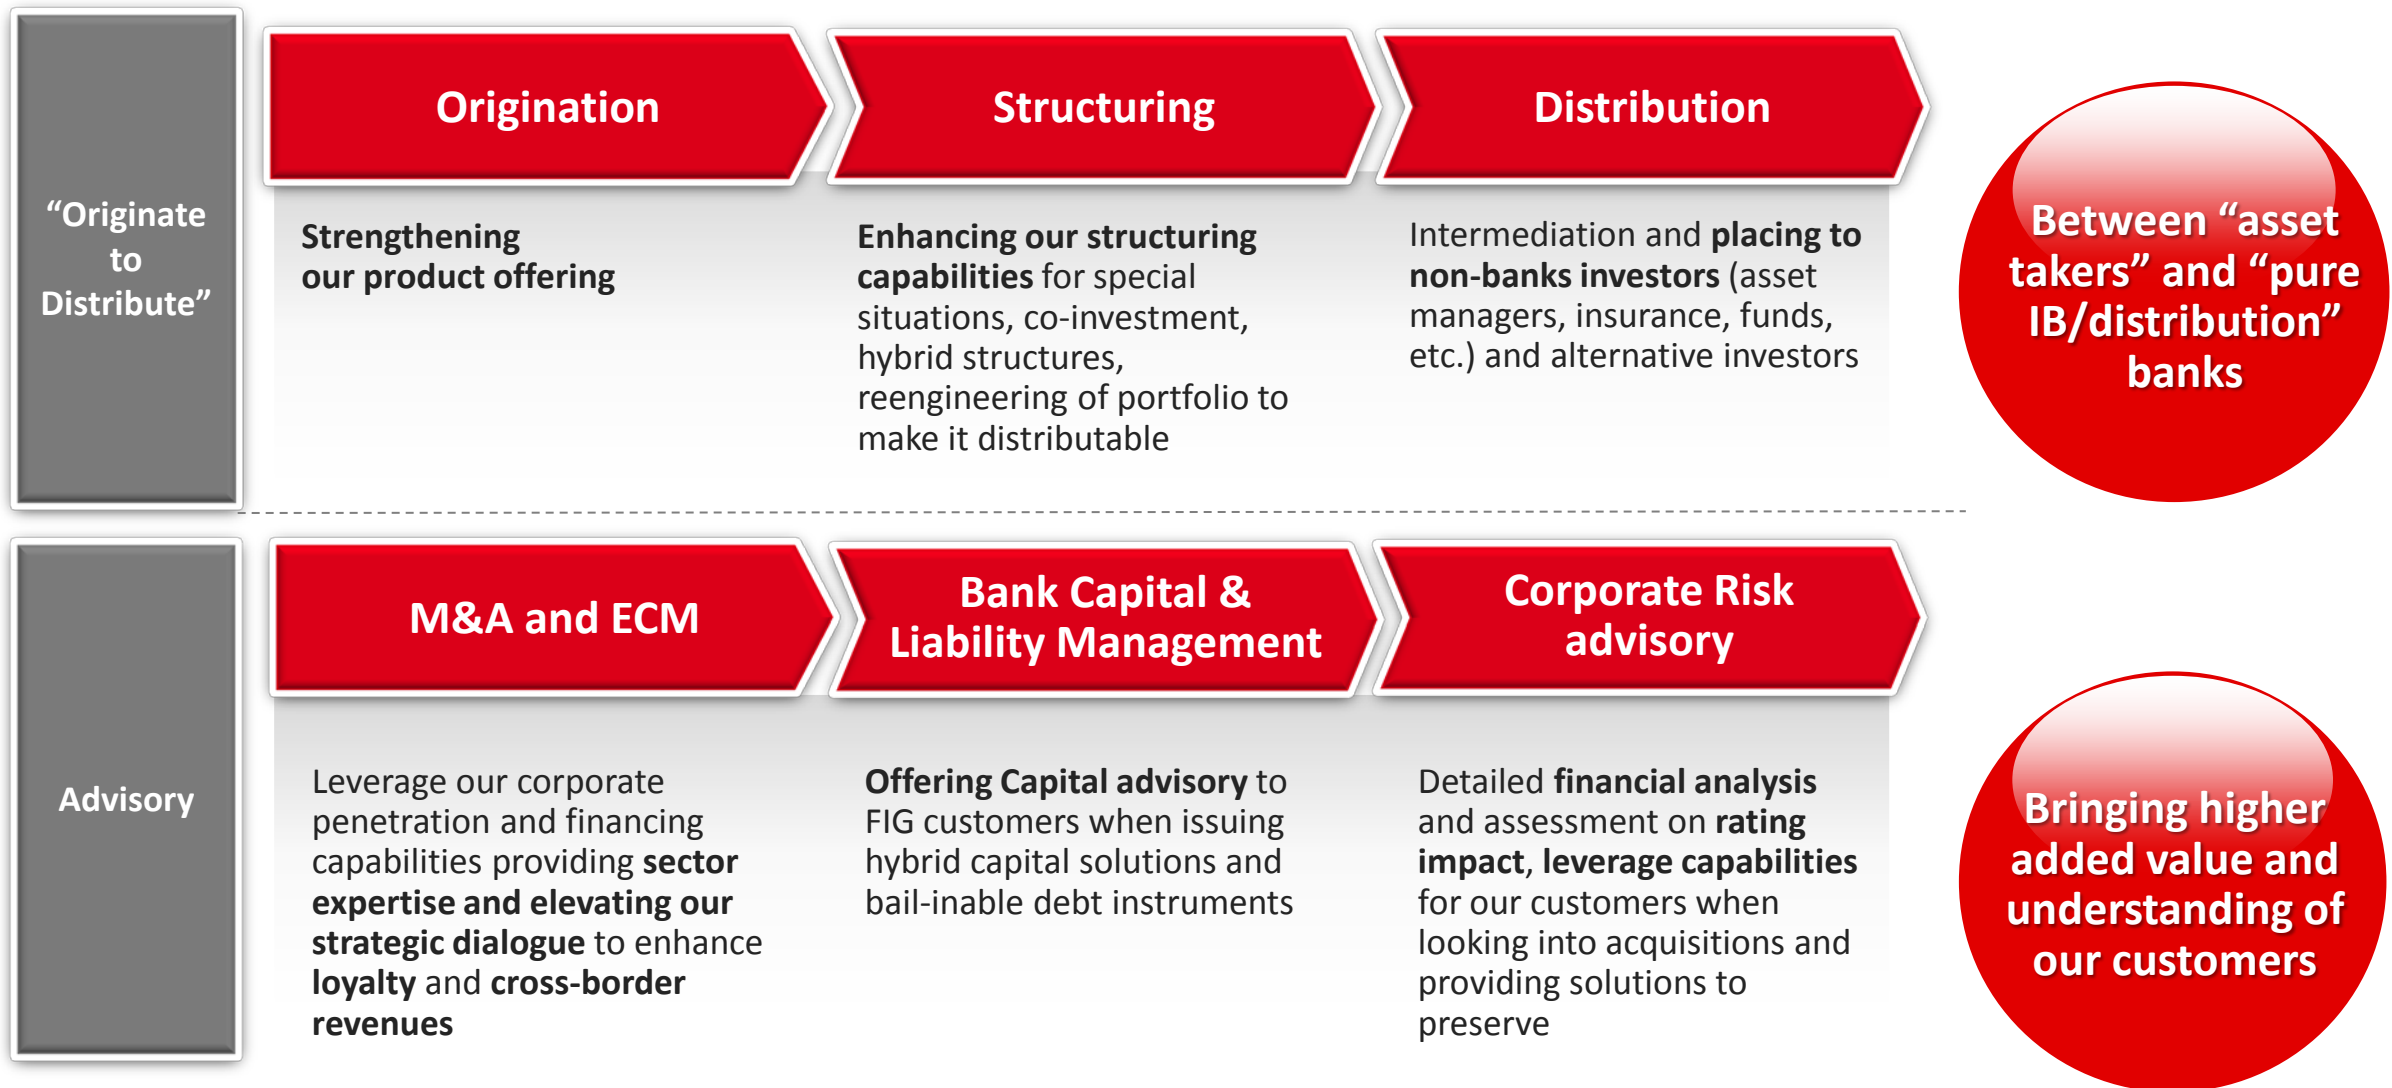 “Originate
to
Distribute”
Origination
Strengthening
our product offering
Structuring
Enhancing our structuring
capabilities for special
situations, co-investment,
hybrid structures,
reengineering of portfolio to
make it distributable
Distribution
Intermediation and placing to
non-banks investors (asset
managers, insurance, funds,
etc.) and alternative investors
Between “asset
takers” and “pure
IB/distribution”
banks
Advisory
M&A and ECM
Leverage our corporate
penetration and financing
capabilities providing sector
expertise and elevating our
strategic dialogue to enhance
loyalty and cross-border
revenues
Bank Capital &
Liability Management
Offering Capital advisory to
FIG customers when issuing
hybrid capital solutions and
bail-inable debt instruments
Corporate Risk
advisory
Detailed financial analysis
and assessment on rating
impact, leverage capabilities
for our customers when
looking into acquisitions and
providing solutions to
preserve
Bringing higher
added value and
understanding of
our customers